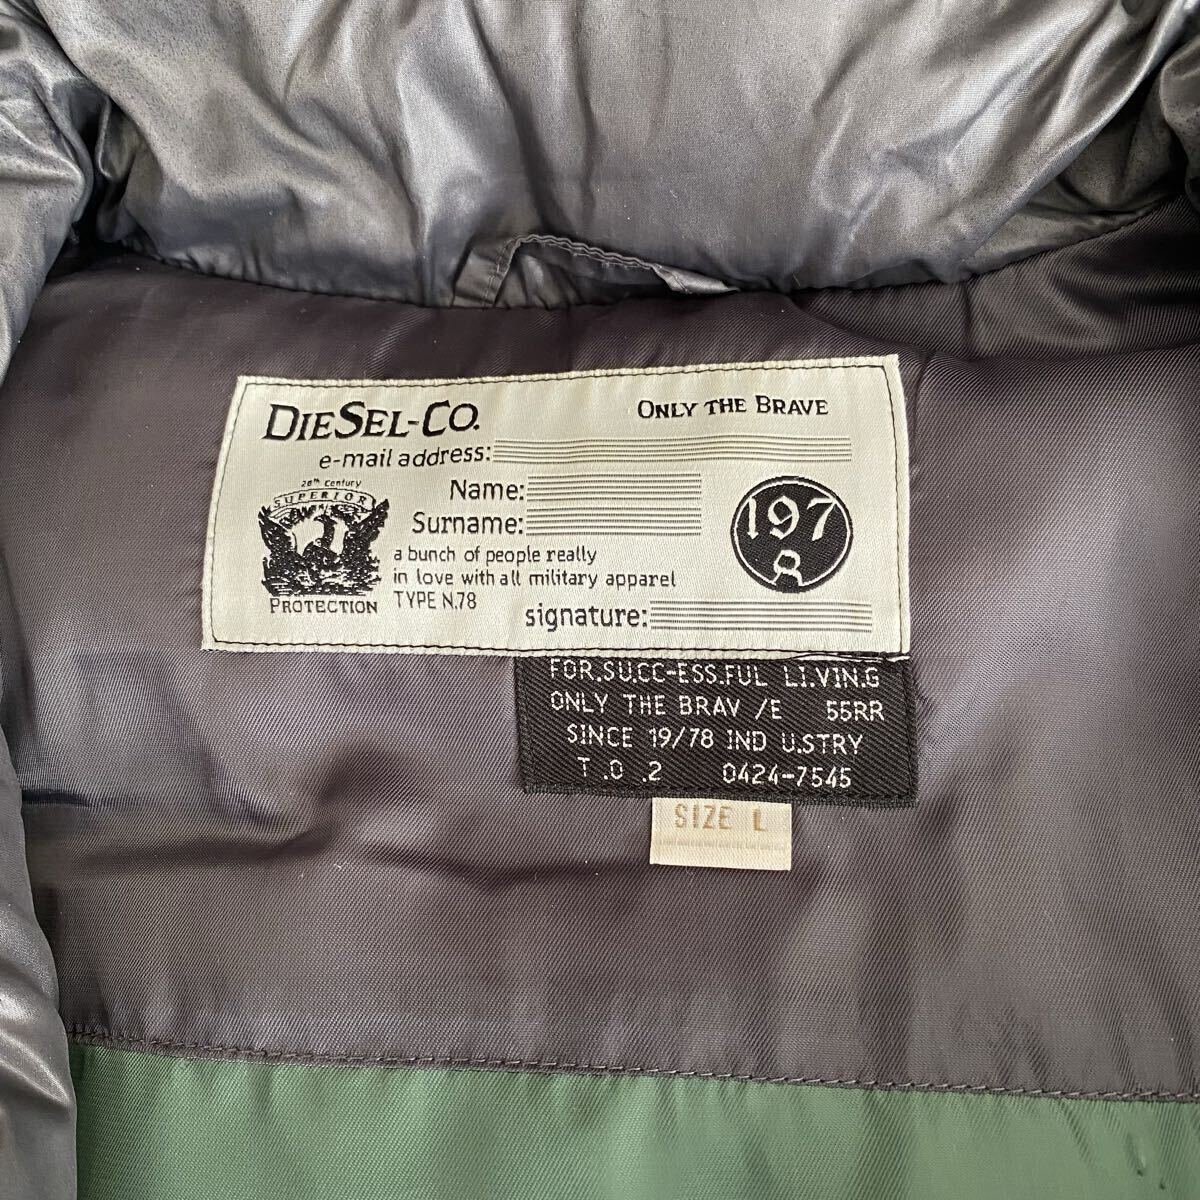 DIESEL-CO. ONLY THE BRAVE
e-mail address:
20th Century
SUPERIOR
PROTECTION
Name:
Surname:
a bunch of people really
in love with all military apparel
TYPE N.78
signature:
197
8
FOR.SU.CC-ESS.FUL LI.VIN.G
ONLY THE BRAV /E 55RR
SINCE 19/78 IND U.STRY
T .O .2 0424-7545
SIZE L